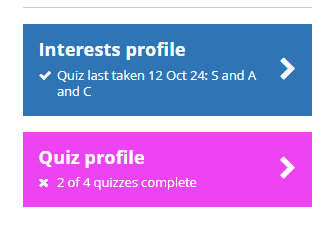 Interests profile
Quiz last taken 12 Oct 24: S and A
and C
Quiz profile
2 of 4 quizzes complete